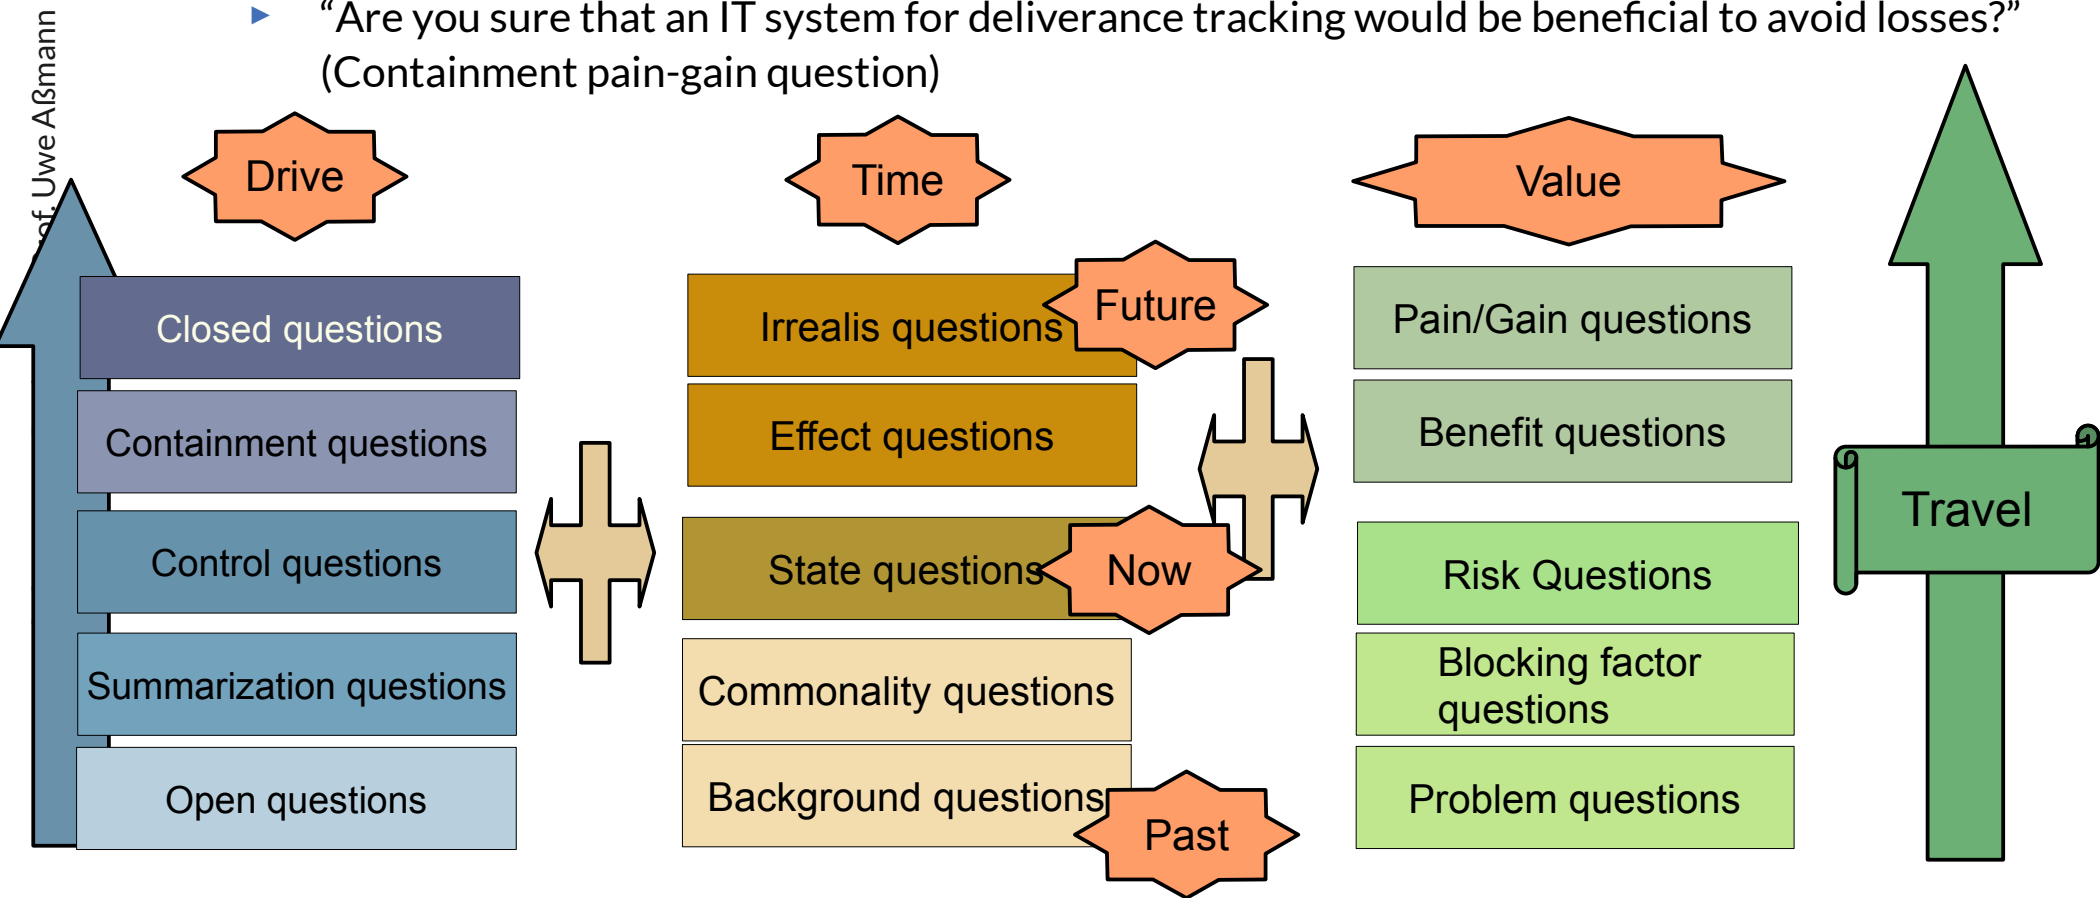 ► “Are you sure that an IT system for deliverance tracking would be beneficial to avoid losses?”
(Containment pain-gain question)
Uwe Aßmann
Drive
Time
Value
Closed questions
Containment questions
Control questions
Summarization questions
Open questions
Irrealis questions
Future
Effect questions
State questions
Now
Commonality questions
Background questions
Past
Pain/Gain questions
Benefit questions
Risk Questions
Blocking factor
questions
Problem questions
Travel